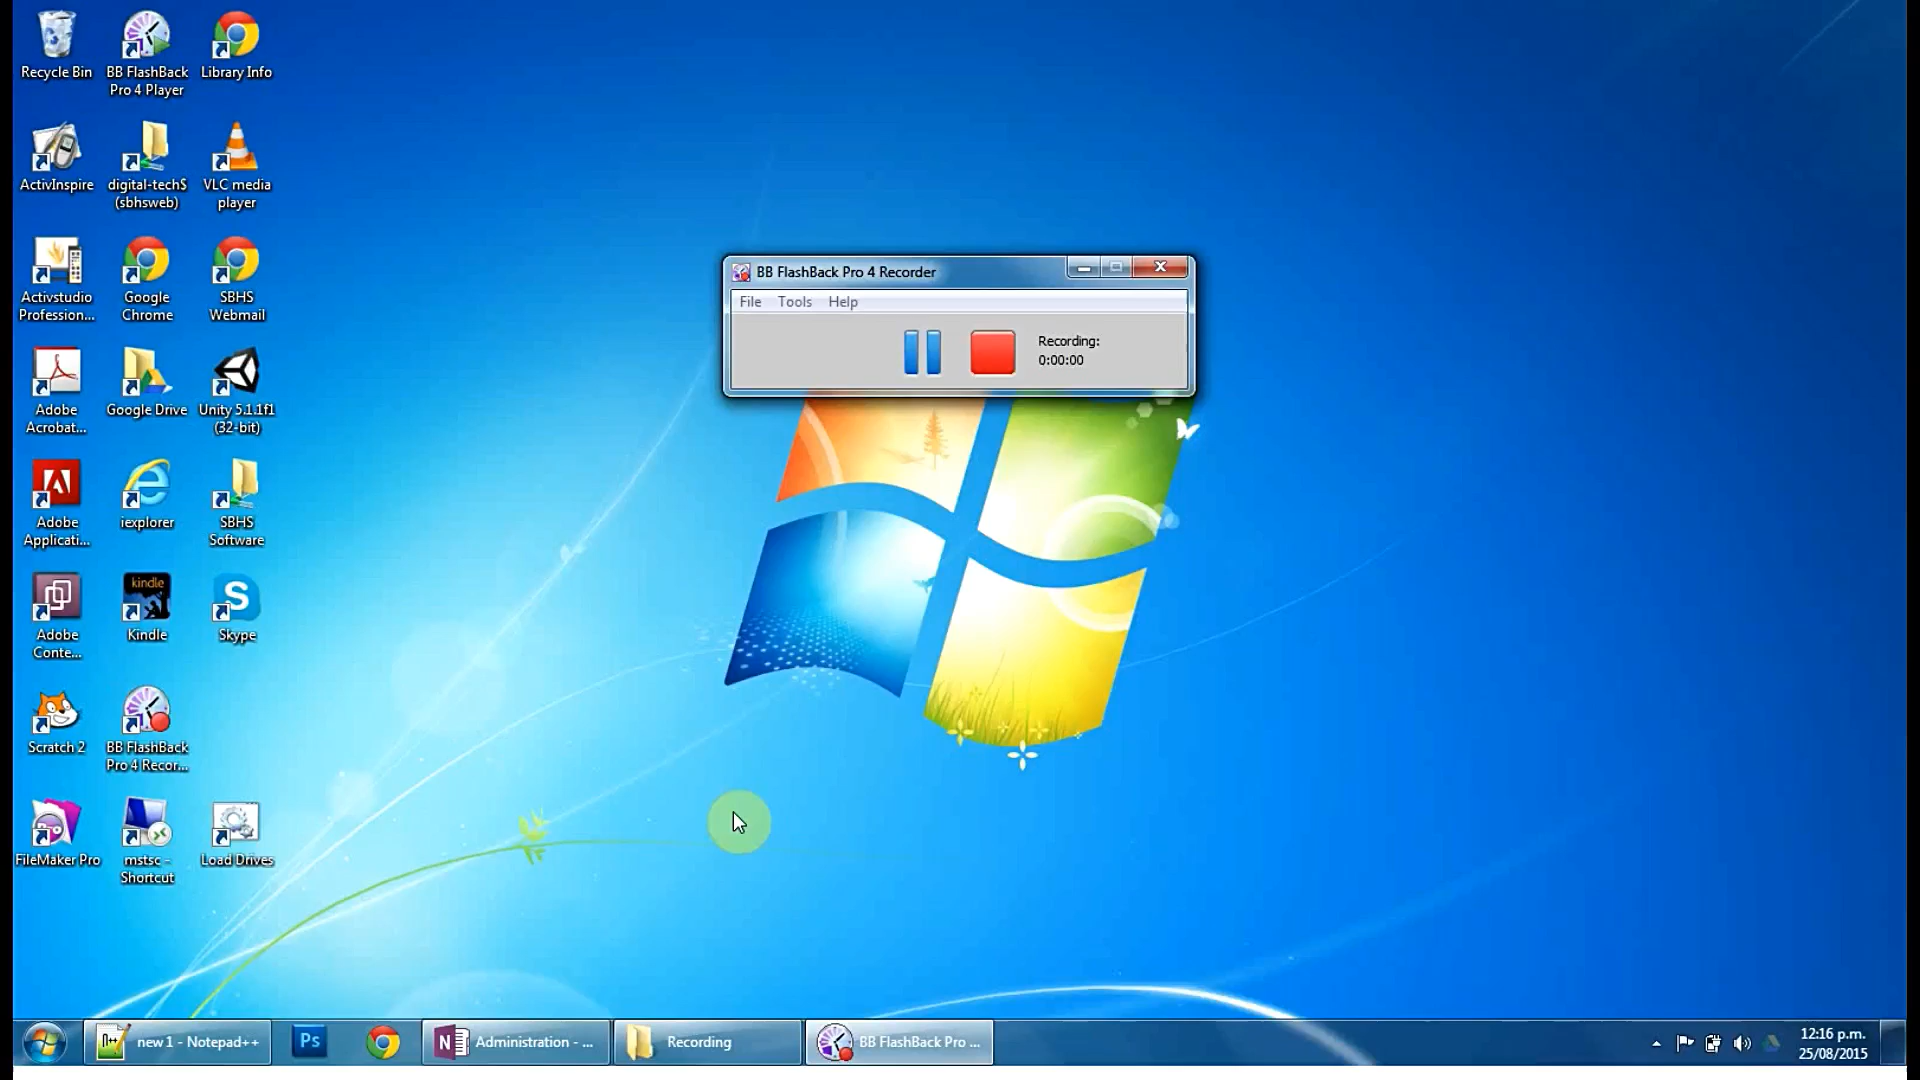 Recycle Bin
BB FlashBack
Pro 4 Player
Library Info
ActivInspire
digital-tech$
(sbhsweb)
VLC media
player
Activstudio
Profession...
Google
Chrome
SBHS
Webmail
Adobe
Acrobat...
Google Drive
Unity 5.1.1f1
(32-bit)
Adobe
Applicati...
iexplorer
SBHS
Software
Adobe
Conte...
kindle
Kindle
Skype
Scratch 2
BB FlashBack
Pro 4 Recor...
FileMaker Pro
mstsc -
Shortcut
Load Drives
BB FlashBack Pro 4 Recorder
File Tools Help
Recording:
0:00:00
new 1 - Notepad++
Ps
Administration - ...
Recording
BB FlashBack Pro ...
12:16 p.m.
25/08/2015